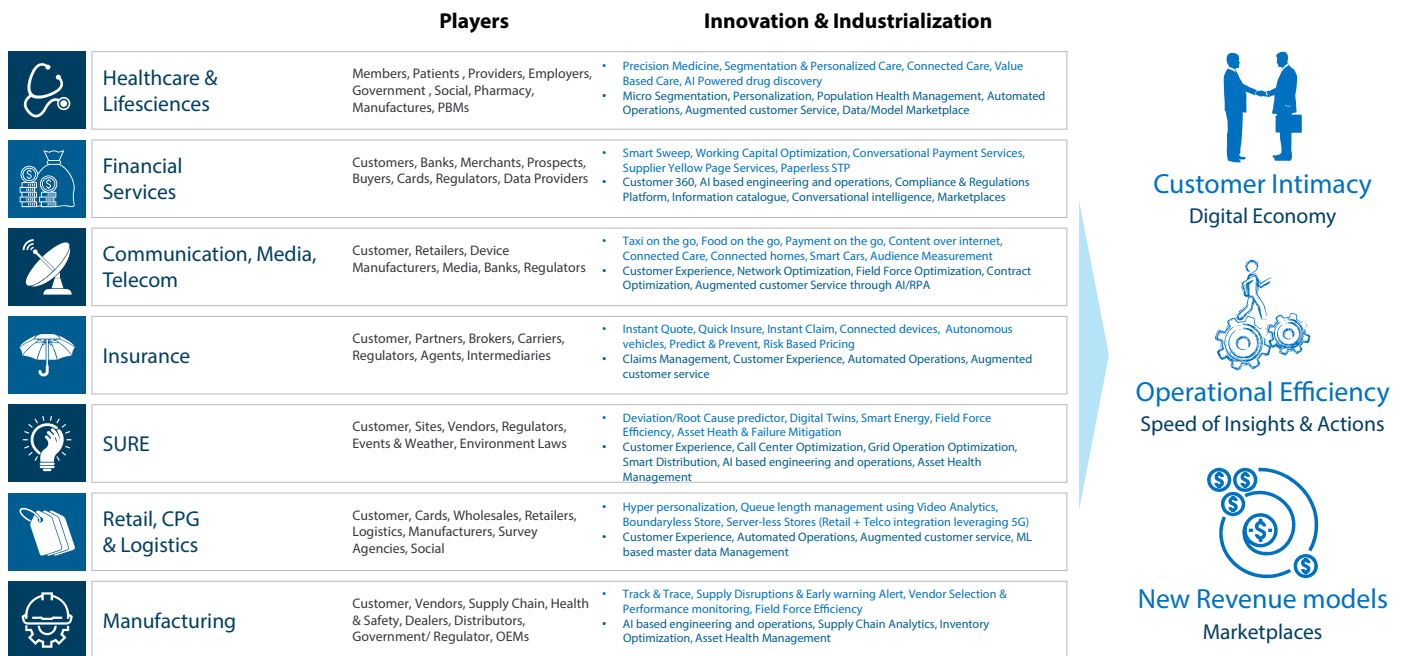 Players
Innovation & Industrialization
Healthcare &
Lifesciences
Members, Patients , Providers, Employers,
Government , Social, Pharmacy,
Manufactures, PBMs
• Precision Medicine, Segmentation & Personalized Care, Connected Care, Value
Based Care, AI Powered drug discovery
• Micro Segmentation, Personalization, Population Health Management, Automated
Operations, Augmented customer Service, Data/Model Marketplace
Financial
Services
Customers, Banks, Merchants, Prospects,
Buyers, Cards, Regulators, Data Providers
• Smart Sweep, Working Capital Optimization, Conversational Payment Services,
Supplier Yellow Page Services, Paperless STP
• Customer 360, AI based engineering and operations, Compliance & Regulations
Platform, Information catalogue, Conversational intelligence, Marketplaces
Communication, Media,
Telecom
Customer, Retailers, Device
Manufacturers, Media, Banks, Regulators
• Taxi on the go, Food on the go, Payment on the go, Content over internet,
Connected Care, Connected homes, Smart Cars, Audience Measurement
• Customer Experience, Network Optimization, Field Force Optimization, Contract
Optimization, Augmented customer Service through AI/RPA
Insurance
Customer, Partners, Brokers, Carriers,
Regulators, Agents, Intermediaries
• Instant Quote, Quick Insure, Instant Claim, Connected devices, Autonomous
vehicles, Predict & Prevent, Risk Based Pricing
• Claims Management, Customer Experience, Automated Operations, Augmented
customer service
SURE
Customer, Sites, Vendors, Regulators,
Events & Weather, Environment Laws
• Deviation/Root Cause predictor, Digital Twins, Smart Energy, Field Force
Efficiency, Asset Heath & Failure Mitigation
• Customer Experience, Call Center Optimization, Grid Operation Optimization,
Smart Distribution, AI based engineering and operations, Asset Health
Management
Retail, CPG
& Logistics
Customer, Cards, Wholesales, Retailers,
Logistics, Manufacturers, Survey
Agencies, Social
• Hyper personalization, Queue length management using Video Analytics,
Boundaryless Store, Server-less Stores (Retail + Telco integration leveraging 5G)
• Customer Experience, Automated Operations, Augmented customer service, ML
based master data Management
Manufacturing
Customer, Vendors, Supply Chain, Health
& Safety, Dealers, Distributors,
Government/ Regulator, OEMs
• Track & Trace, Supply Disruptions & Early warning Alert, Vendor Selection &
Performance monitoring, Field Force Efficiency
• AI based engineering and operations, Supply Chain Analytics, Inventory
Optimization, Asset Health Management
Customer Intimacy
Digital Economy
Operational Efficiency
Speed of Insights & Actions
New Revenue models
Marketplaces